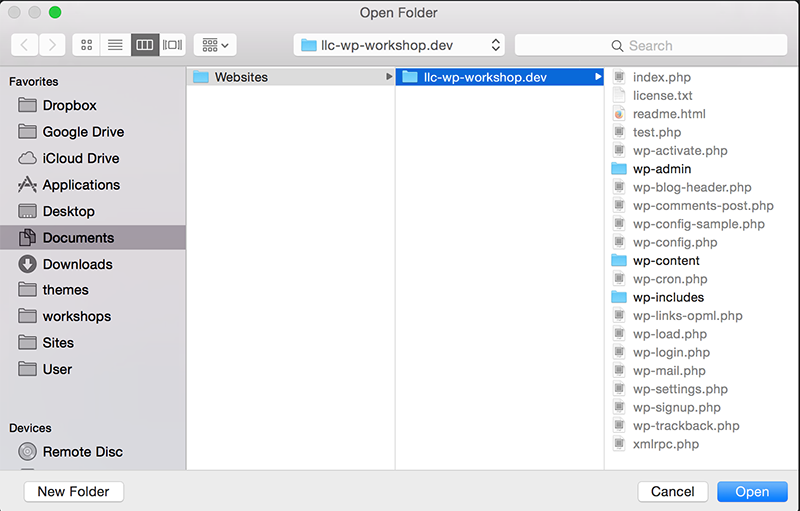 Open Folder
llc-wp-workshop.dev
Search
Favorites
Dropbox
Google Drive
iCloud Drive
Applications
Desktop
Documents
Downloads
themes
workshops
Sites
User
Devices
Remote Disc
Websites
llc-wp-workshop.dev
index.php
license.txt
readme.html
test.php
wp-activate.php
wp-admin
wp-blog-header.php
wp-comments-post.php
wp-config-sample.php
wp-config.php
wp-content
wp-cron.php
wp-includes
wp-links-opml.php
wp-load.php
wp-login.php
wp-mail.php
wp-settings.php
wp-signup.php
wp-trackback.php
xmlrpc.php
New Folder
Cancel
Open